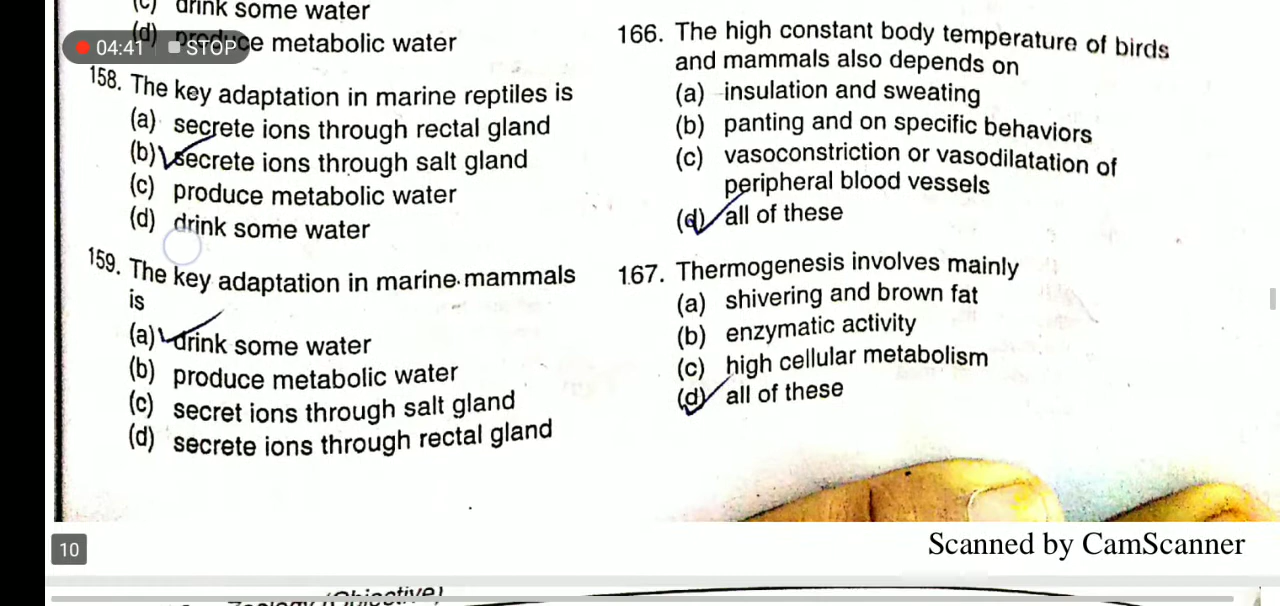 (c) drink some water
(d) produce metabolic water
04:41 STOP
158. The key adaptation in marine reptiles is
(a) secrete ions through rectal gland
(b) secrete ions through salt gland
(c) produce metabolic water
(d) drink some water
159. The key adaptation in marine mammals
is
(a) drink some water
(b) produce metabolic water
(c) secret ions through salt gland
(d) secrete ions through rectal gland
166. The high constant body temperature of birds
and mammals also depends on
(a) insulation and sweating
(b) panting and on specific behaviors
(c) vasoconstriction or vasodilatation of
peripheral blood vessels
(d) all of these
167. Thermogenesis involves mainly
(a) shivering and brown fat
(b) enzymatic activity
(c) high cellular metabolism
(d) all of these
10
Scanned by CamScanner
Zoology (Objective)